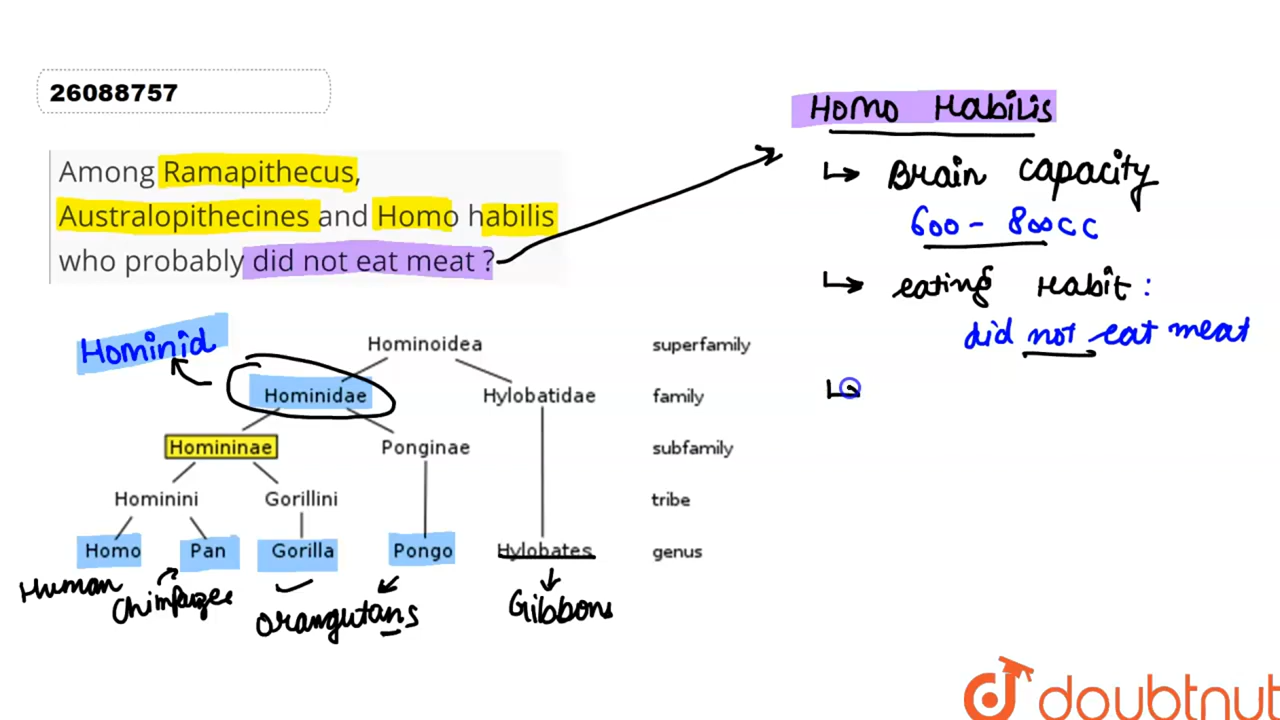 26088757
Among Ramapithecus,
Australopithecines and Homo habilis
who probably did not eat meat ?
Homo Habilis
Brain capacity
600 - 800cc
eating Habit :
did not eat meat
Hominid
Hominoidea superfamily
Hominidae Hylobatidae family
Homininae Ponginae subfamily
Hominini Gorillini tribe
Homo Pan Gorilla Pongo Hylobates genus
Human Orangutans Gibbons
doubtnut